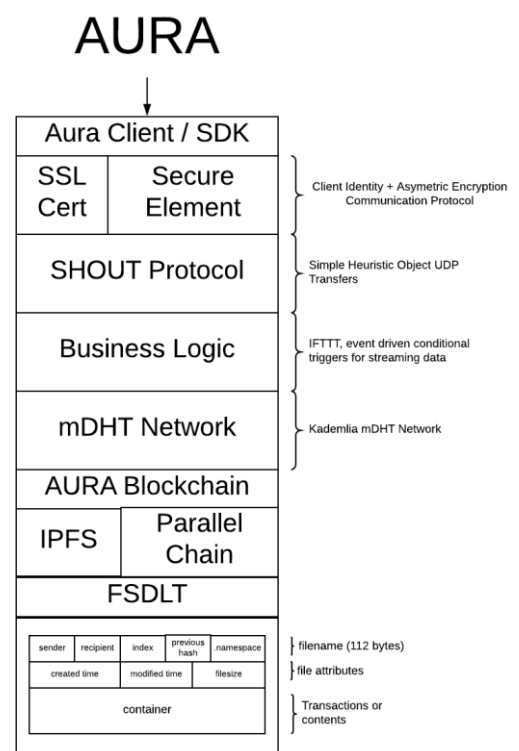 AURA
Aura Client / SDK
SSL
Cert
Secure
Element
Client Identity + Asymetric Encryption
Communication Protocol
SHOUT Protocol
Simple Heuristic Object UDP
Transfers
Business Logic
IFTTT, event driven conditional
triggers for streaming data
mDHT Network
Kademlia mDHT Network
AURA Blockchain
IPFS
Parallel
Chain
FSDLT
sender
recipient
index
previous
hash
.namespace
filename (112 bytes)
created time
modified time
filesize
file attributes
container
Transactions or
contents